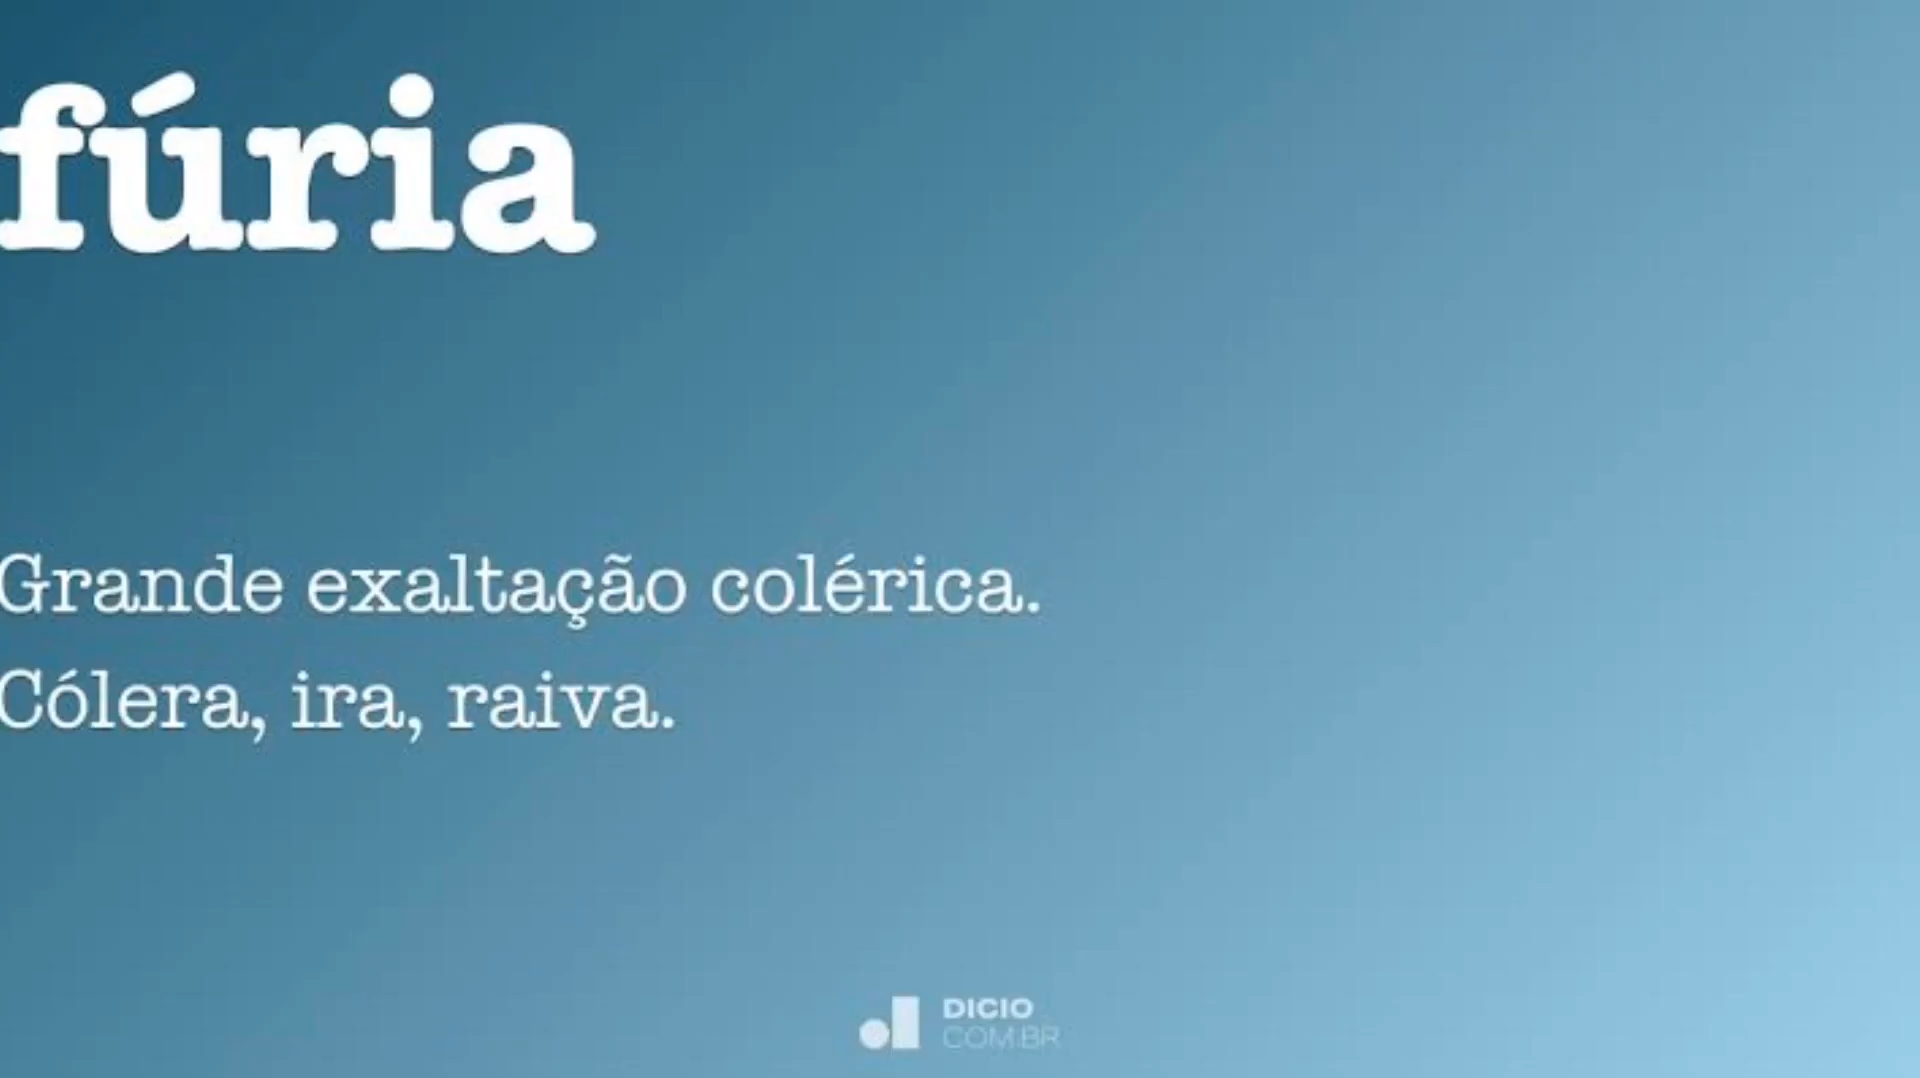 fúria
Grande exaltação colérica.
Cólera, ira, raiva.
DICIO
COM.BR